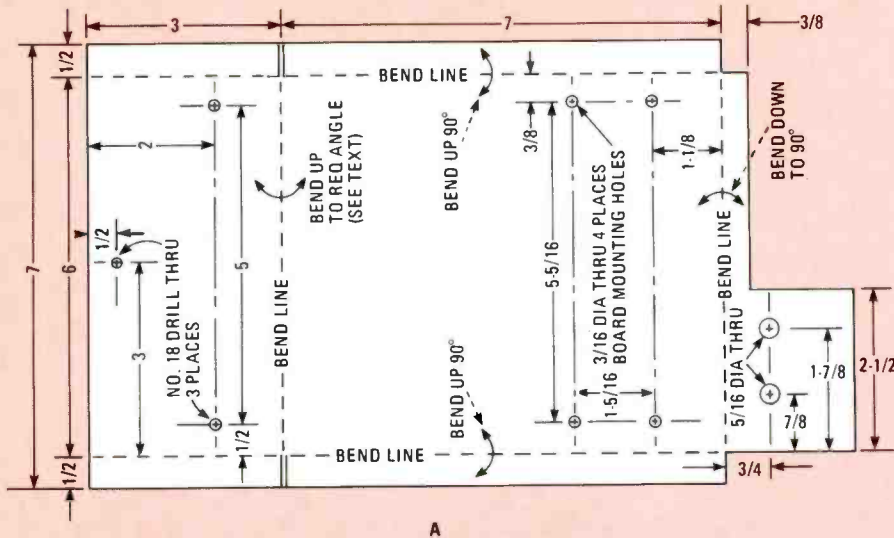 3
7
3/8
1/2
BEND LINE
BEND UP 90°
3/8
1-1/8
BEND DOWN
TO 90°
2
BEND UP
TO REQ ANGLE
(SEE TEXT)
7
6
1/2
5
5-5/16
3/16 DIA THRU 4 PLACES
BOARD MOUNTING HOLES
BEND LINE
3
NO. 18 DRILL THRU
3 PLACES
BEND LINE
1-5/16
5/16 DIA THRU
1-7/8
2-1/2
BEND UP 90°
7/8
1/2
1/2
BEND LINE
3/4
A